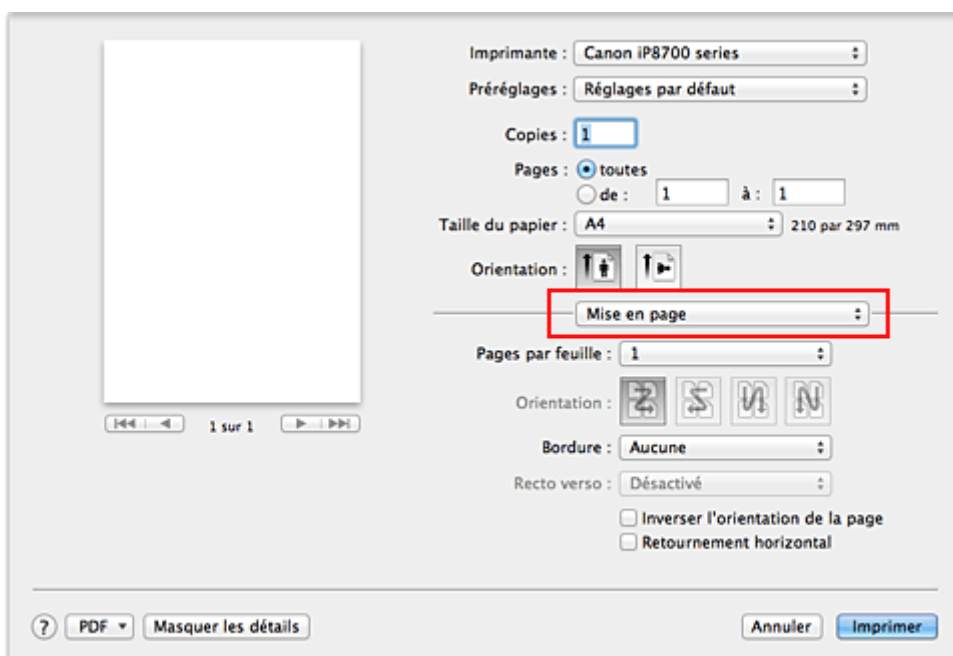 Imprimante : Canon iP8700 series
Préréglages : Réglages par défaut
Copies : 1
Pages : toutes
de : 1 à : 1
Taille du papier : A4 210 par 297 mm
Orientation :
Mise en page
Pages par feuille : 1
Orientation :
1 sur 1
Bordure : Aucune
Recto verso : Désactivé
Inverser l'orientation de la page
Retournement horizontal
? PDF Masquer les détails Annuler Imprimer